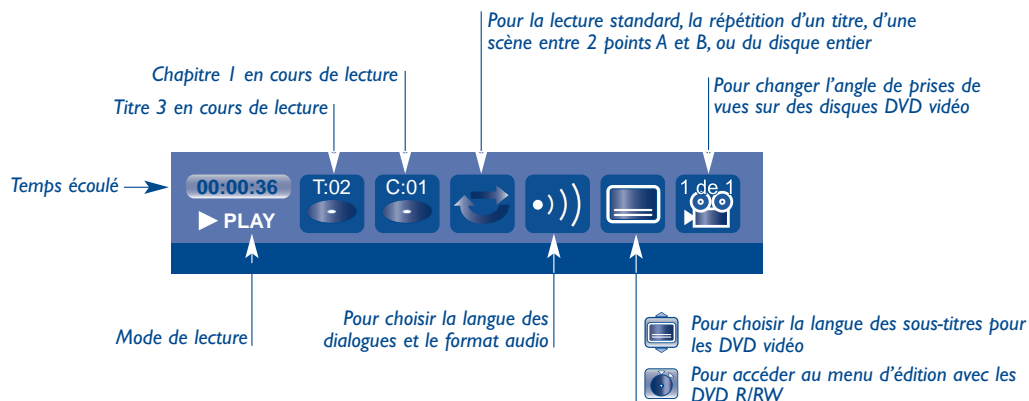 Pour la lecture standard, la répétition d'un titre, d'une
scène entre 2 points A et B, ou du disque entier
Chapitre 1 en cours de lecture
Titre 3 en cours de lecture
Pour changer l'angle de prises de
vues sur des disques DVD vidéo
Temps écoulé
00:00:36
PLAY
T:02
C:01
1 de 1
Mode de lecture
Pour choisir la langue des
dialogues et le format audio
Pour choisir la langue des sous-titres pour
les DVD vidéo
Pour accéder au menu d'édition avec les
DVD R/RW